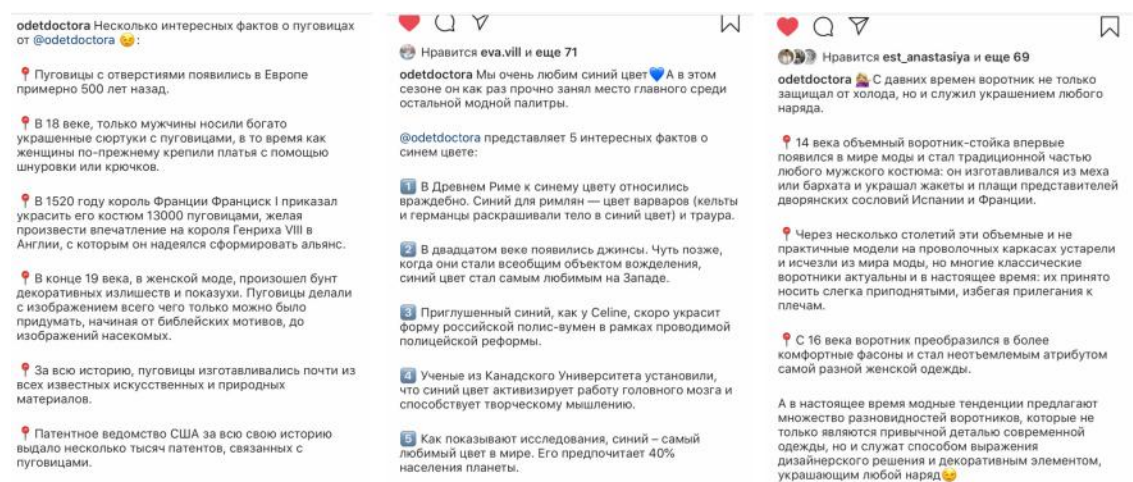 odetdoctora Несколько интересных фактов о пуговицах
от @odetdoctora 😏:
📍Пуговицы с отверстиями появились в Европе
примерно 500 лет назад.
📍В 18 веке, только мужчины носили богато
украшенные сюртуки с пуговицами, в то время как
женщины по-прежнему крепили платья с помощью
шнуровки или крючков.
📍В 1520 году король Франции Франциск I приказал
украсить его костюм 13000 пуговицами, желая
произвести впечатление на короля Генриха VIII в
Англии, с которым он надеялся сформировать альянс.
📍В конце 19 века, в женской моде, произошел бунт
декоративных излишеств и показухи. Пуговицы делали
с изображением всего чего только можно было
придумать, начиная от библейских мотивов, до
изображений насекомых.
📍За всю историю, пуговицы изготавливались почти из
всех известных искусственных и природных
материалов.
📍Патентное ведомство США за всю свою историю
выдало несколько тысяч патентов, связанных с
пуговицами.
Нравится eva.vill и еще 71
odetdoctora Мы очень любим синий цвет💙А в этом
сезоне он как раз прочно занял место главного среди
остальной модной палитры.
@odetdoctora представляет 5 интересных фактов о
синем цвете:
1️⃣ В Древнем Риме к синему цвету относились
враждебно. Синий для римлян — цвет варваров (кельты
и германцы раскрашивали тело в синий цвет) и траура.
2️⃣ В двадцатом веке появились джинсы. Чуть позже,
когда они стали всеобщим объектом вожделения,
синий цвет стал самым любимым на Западе.
3️⃣ Приглушенный синий, как у Celine, скоро украсит
форму российской полис-вумен в рамках проводимой
полицейской реформы.
4️⃣ Ученые из Канадского Университета установили,
что синий цвет активизирует работу головного мозга и
способствует творческому мышлению.
5️⃣ Как показывают исследования, синий – самый
любимый цвет в мире. Его предпочитает 40%
населения планеты.
Нравится est_anastasiya и еще 69
odetdoctora 🙋‍♀️С давних времен воротник не только
защищал от холода, но и служил украшением любого
наряда.
📍14 века объемный воротник-стойка впервые
появился в мире моды и стал традиционной частью
любого мужского костюма: он изготавливался из меха
или бархата и украшал жакеты и плащи представителей
дворянских сословий Испании и Франции.
📍Через несколько столетий эти объемные и не
практичные модели на проволочных каркасах устарели
и исчезли из мира моды, но многие классические
воротники актуальны и в настоящее время: их принято
носить слегка приподнятыми, избегая прилегания к
плечам.
📍С 16 века воротник преобразился в более
комфортные фасоны и стал неотъемлемым атрибутом
самой разной женской одежды.
А в настоящее время модные тенденции предлагают
множество разновидностей воротников, которые не
только являются привычной деталью современной
одежды, но и служат способом выражения
дизайнерского решения и декоративным элементом,
украшающим любой наряд😏